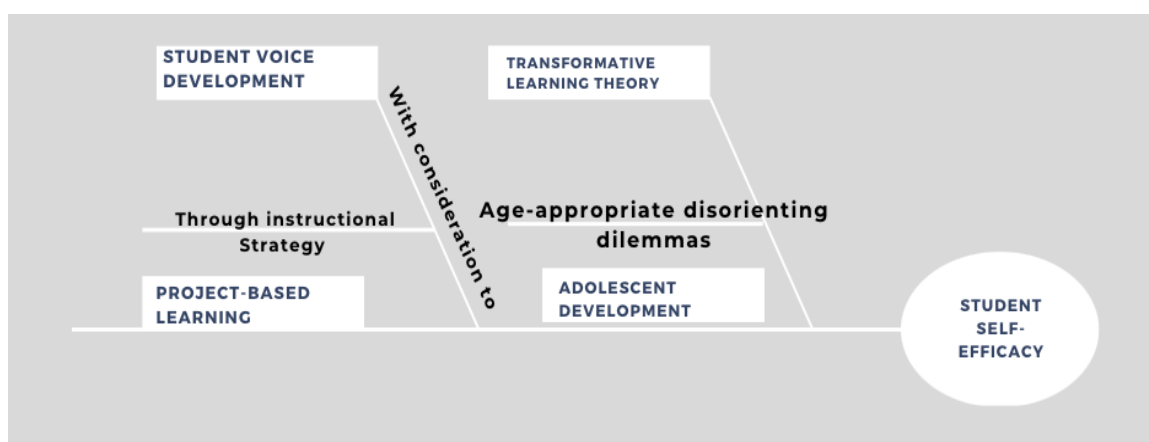 STUDENT VOICE
DEVELOPMENT
TRANSFORMATIVE
LEARNING THEORY
With consideration to
Through instructional
Strategy
Age-appropriate disorienting
dilemmas
PROJECT-BASED
LEARNING
ADOLESCENT
DEVELOPMENT
STUDENT
SELF-
EFFICACY